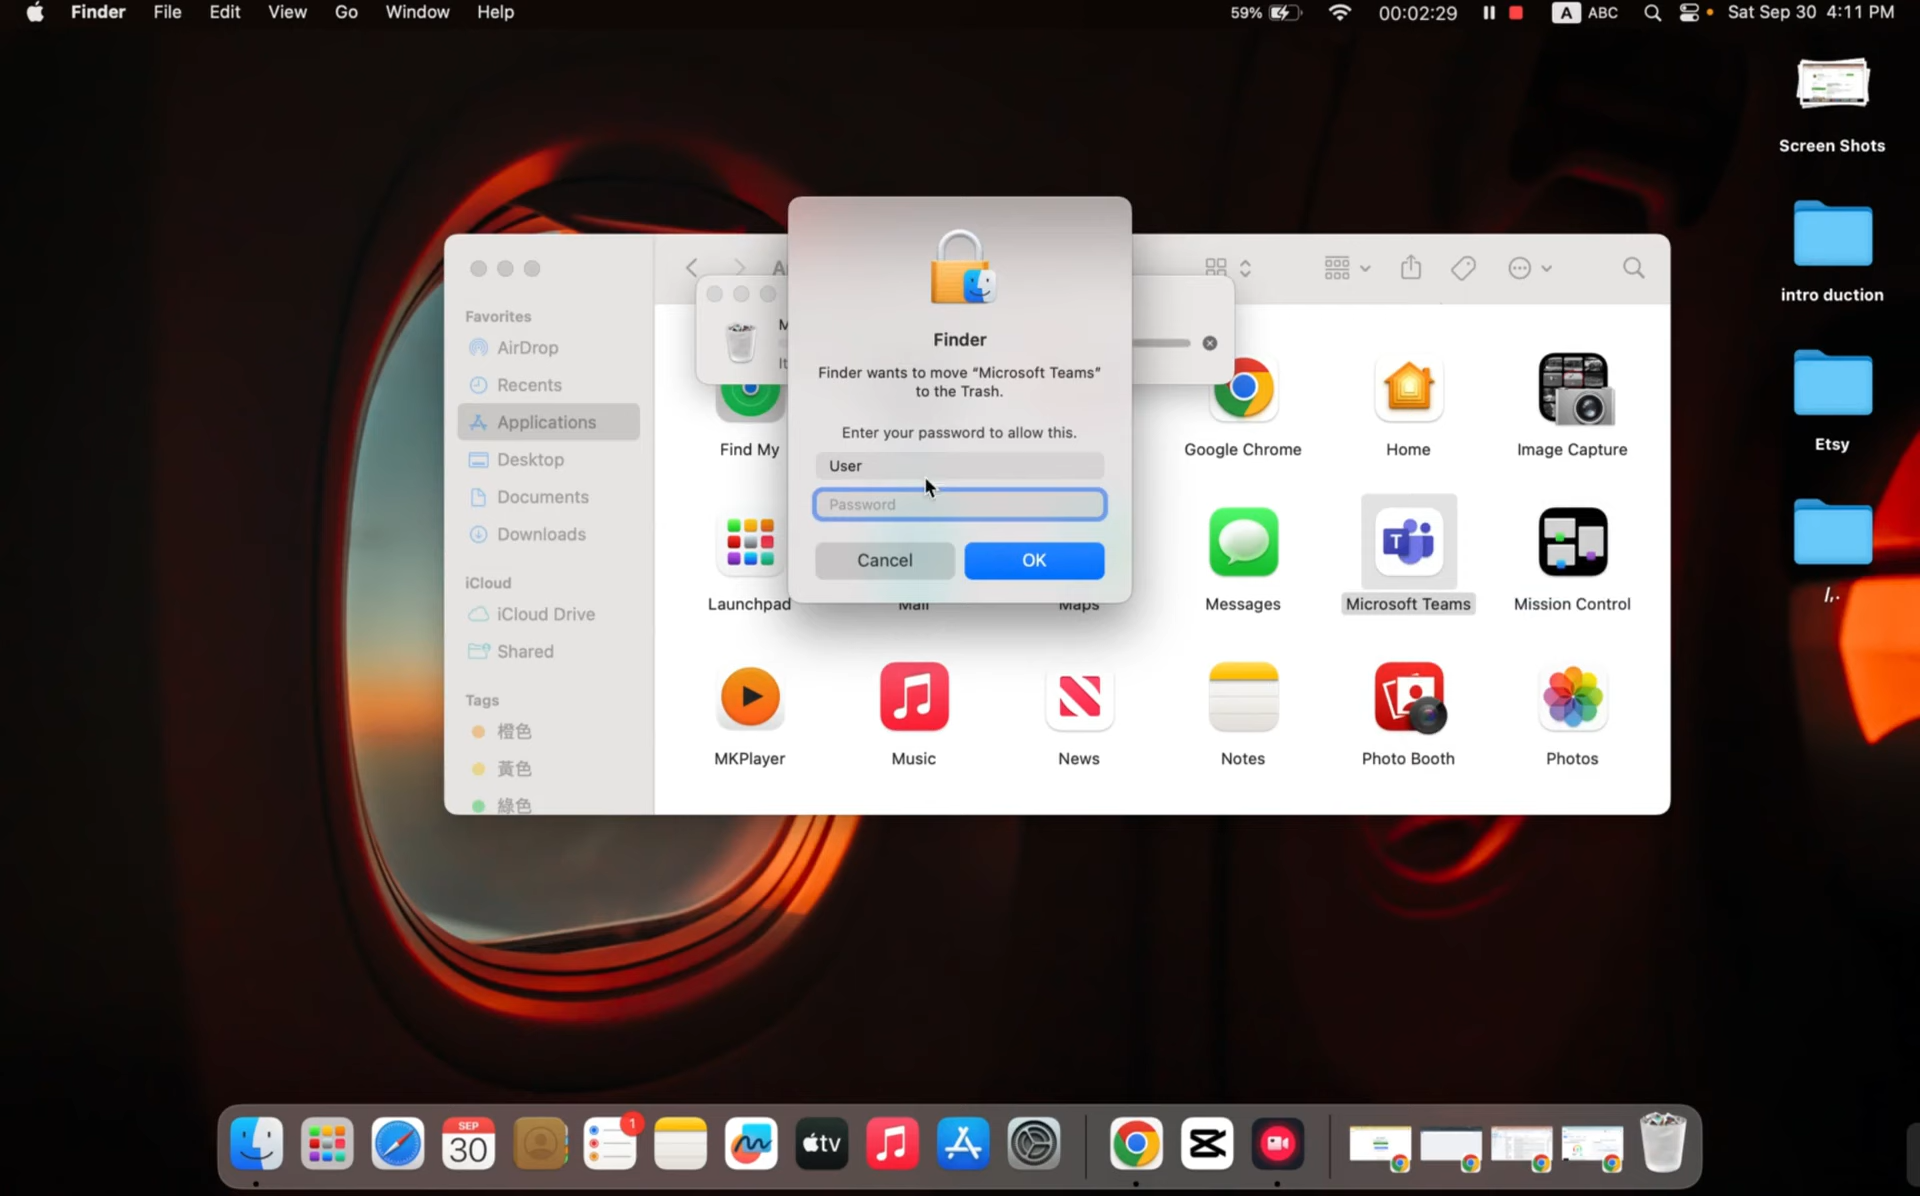 Finder File Edit View Go Window Help 59% 00:02:29 A ABC Sat Sep 30 4:11 PM
Screen Shots
intro duction
Etsy
/,.
Favorites
AirDrop
Recents
Applications
Desktop
Documents
Downloads
iCloud
iCloud Drive
Shared
Tags
橙色
黃色
綠色
Finder
Finder wants to move “Microsoft Teams”
to the Trash.
Enter your password to allow this.
User
Password
Cancel OK
Find My Google Chrome Home Image Capture
Launchpad Mail Maps Messages Microsoft Teams Mission Control
MKPlayer Music News Notes Photo Booth Photos
SEP
30
1
tv